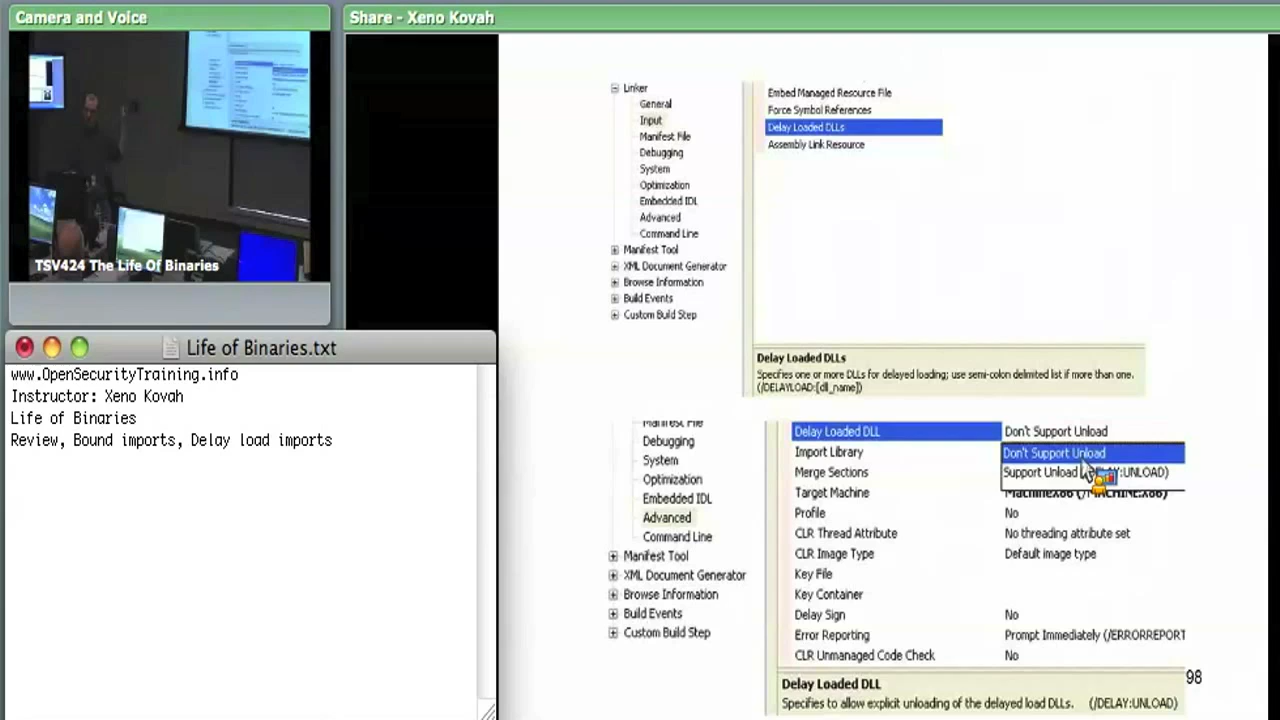 Camera and Voice
TSV424 The Life Of Binaries
Life of Binaries.txt
www.OpenSecurityTraining.info
Instructor: Xeno Kovah
Life of Binaries
Review, Bound imports, Delay load imports
Share - Xeno Kovah
Linker
General
Input
Manifest File
Debugging
System
Optimization
Embedded IDL
Advanced
Command Line
Manifest Tool
XML Document Generator
Browse Information
Build Events
Custom Build Step
Embed Managed Resource File
Force Symbol References
Delay Loaded DLLs
Assembly Link Resource
Delay Loaded DLLs
Specifies one or more DLLs for delayed loading; use semi-colon delimited list if more than one.
(/DELAYLOAD:[dll_name])
Manifest File
Debugging
System
Optimization
Embedded IDL
Advanced
Command Line
Manifest Tool
XML Document Generator
Browse Information
Build Events
Custom Build Step
Delay Loaded DLL Don't Support Unload
Don't Support Unload
Import Library
Merge Sections Support Unload :UNLOAD)
Target Machine MachineX86 (/MACHINE:X86)
Profile No
CLR Thread Attribute No threading attribute set
CLR Image Type Default image type
Key File
Key Container
Delay Sign No
Error Reporting Prompt Immediately (/ERRORREPORT
CLR Unmanaged Code Check No
Delay Loaded DLL
Specifies to allow explicit unloading of the delayed load DLLs. (/DELAY:UNLOAD)
98